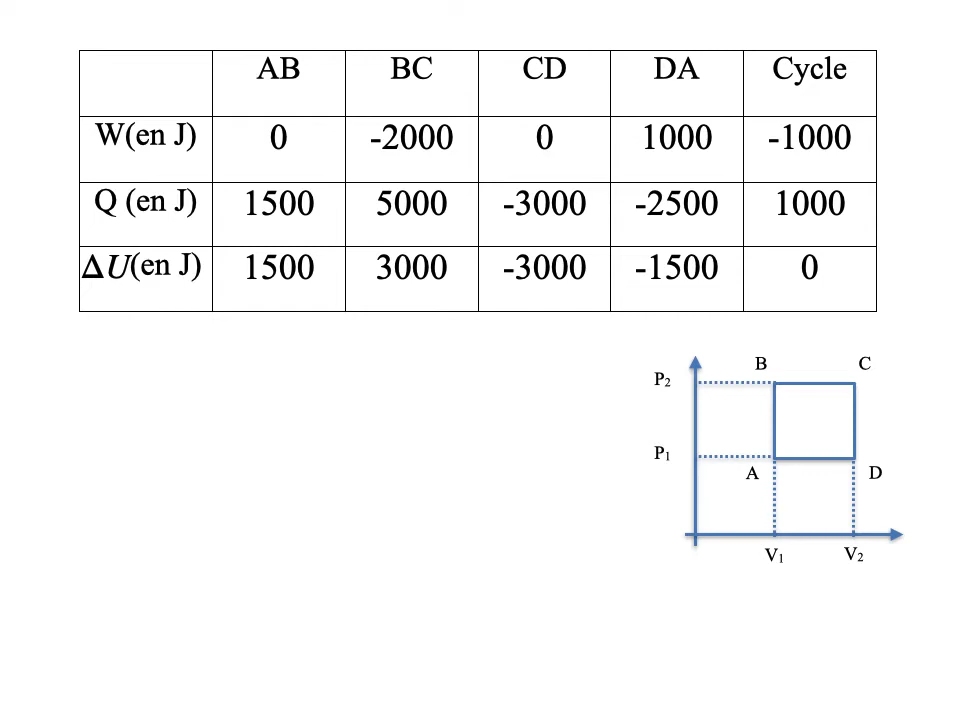 AB BC CD DA Cycle
W(en J) 0 -2000 0 1000 -1000
Q (en J) 1500 5000 -3000 -2500 1000
ΔU(en J) 1500 3000 -3000 -1500 0
B C
P₂
P₁
A D
V₁ V₂